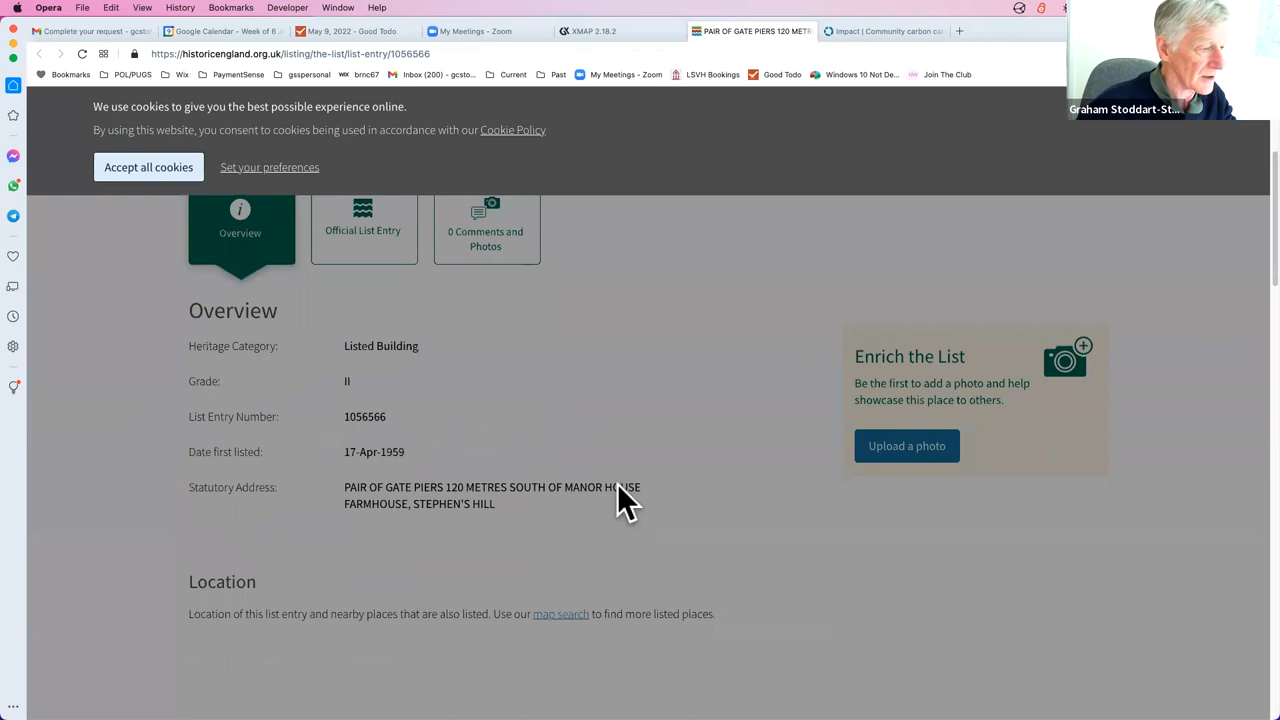 Opera File Edit View History Bookmarks Developer Window Help
Complete your request - gcstor Google Calendar - Week of 6 J May 9, 2022 - Good Todo My Meetings - Zoom XMAP 2.18.2 PAIR OF GATE PIERS 120 METR Impact | Community carbon ca
https://historicengland.org.uk/listing/the-list/list-entry/1056566
Bookmarks POL/PUGS Wix PaymentSense gsspersonal WIX brnc67 Inbox (200) - gcsto... Current Past My Meetings - Zoom LSVH Bookings Good Todo Windows 10 Not De... Join The Club
Graham Stoddart-St...
We use cookies to give you the best possible experience online.
By using this website, you consent to cookies being used in accordance with our Cookie Policy
Accept all cookies Set your preferences
Overview
Official List Entry
0 Comments and
Photos
Overview
Heritage Category: Listed Building
Grade: II
List Entry Number: 1056566
Date first listed: 17-Apr-1959
Statutory Address: PAIR OF GATE PIERS 120 METRES SOUTH OF MANOR HOUSE
FARMHOUSE, STEPHEN'S HILL
Enrich the List
Be the first to add a photo and help
showcase this place to others.
Upload a photo
Location
Location of this list entry and nearby places that are also listed. Use our map search to find more listed places.